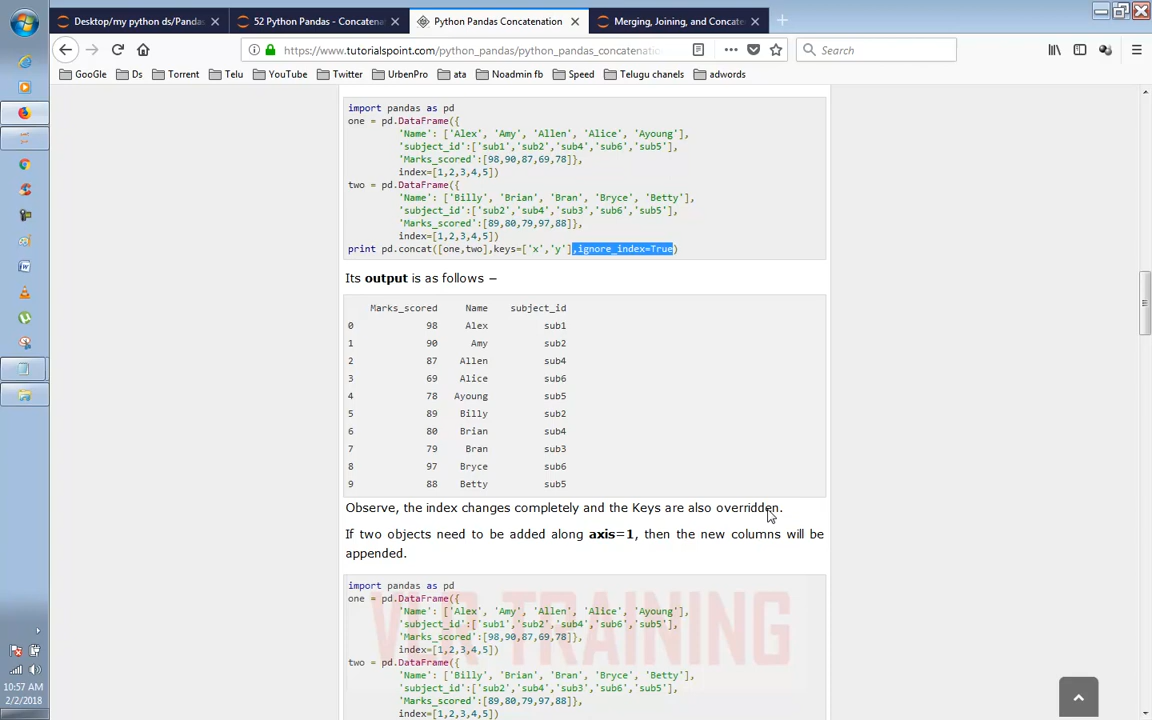 Desktop/my python ds/Pandas
52 Python Pandas - Concatena
Python Pandas Concatenation
Merging, Joining, and Concate
https://www.tutorialspoint.com/python_pandas/python_pandas_concatenatio
Search
GooGle
Ds
Torrent
Telu
YouTube
Twitter
UrbenPro
ata
Noadmin fb
Speed
Telugu chanels
adwords
import pandas as pd
one = pd.DataFrame({
'Name': ['Alex', 'Amy', 'Allen', 'Alice', 'Ayoung'],
'subject_id':['sub1','sub2','sub4','sub6','sub5'],
'Marks_scored':[98,90,87,69,78]},
index=[1,2,3,4,5])
two = pd.DataFrame({
'Name': ['Billy', 'Brian', 'Bran', 'Bryce', 'Betty'],
'subject_id':['sub2','sub4','sub3','sub6','sub5'],
'Marks_scored':[89,80,79,97,88]},
index=[1,2,3,4,5])
print pd.concat([one,two],keys=['x','y'],ignore_index=True)
Its output is as follows −
Marks_scored Name subject_id
0 98 Alex sub1
1 90 Amy sub2
2 87 Allen sub4
3 69 Alice sub6
4 78 Ayoung sub5
5 89 Billy sub2
6 80 Brian sub4
7 79 Bran sub3
8 97 Bryce sub6
9 88 Betty sub5
Observe, the index changes completely and the Keys are also overridden.
If two objects need to be added along axis=1, then the new columns will be
appended.
import pandas as pd
one = pd.DataFrame({
'Name': ['Alex', 'Amy', 'Allen', 'Alice', 'Ayoung'],
'subject_id':['sub1','sub2','sub4','sub6','sub5'],
'Marks_scored':[98,90,87,69,78]},
index=[1,2,3,4,5])
two = pd.DataFrame({
'Name': ['Billy', 'Brian', 'Bran', 'Bryce', 'Betty'],
'subject_id':['sub2','sub4','sub3','sub6','sub5'],
'Marks_scored':[89,80,79,97,88]},
index=[1,2,3,4,5])
TRAINING
10:57 AM
2/2/2018